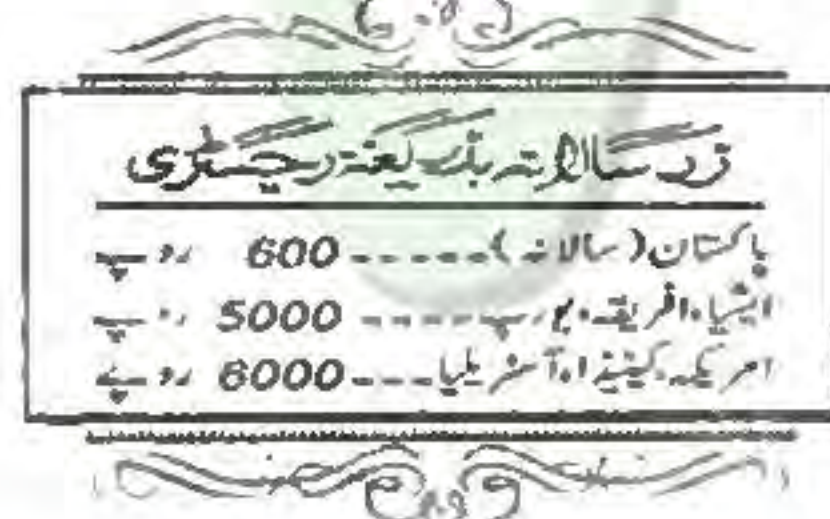 زر سالانہ بذریعہ رجسٹری
پاکستان (سالانہ)------ 600 روپے
ایشیا، افریقہ، یورپ ----- 5000 روپے
امریکہ، کینیڈا، آسٹریلیا --- 6000 روپے